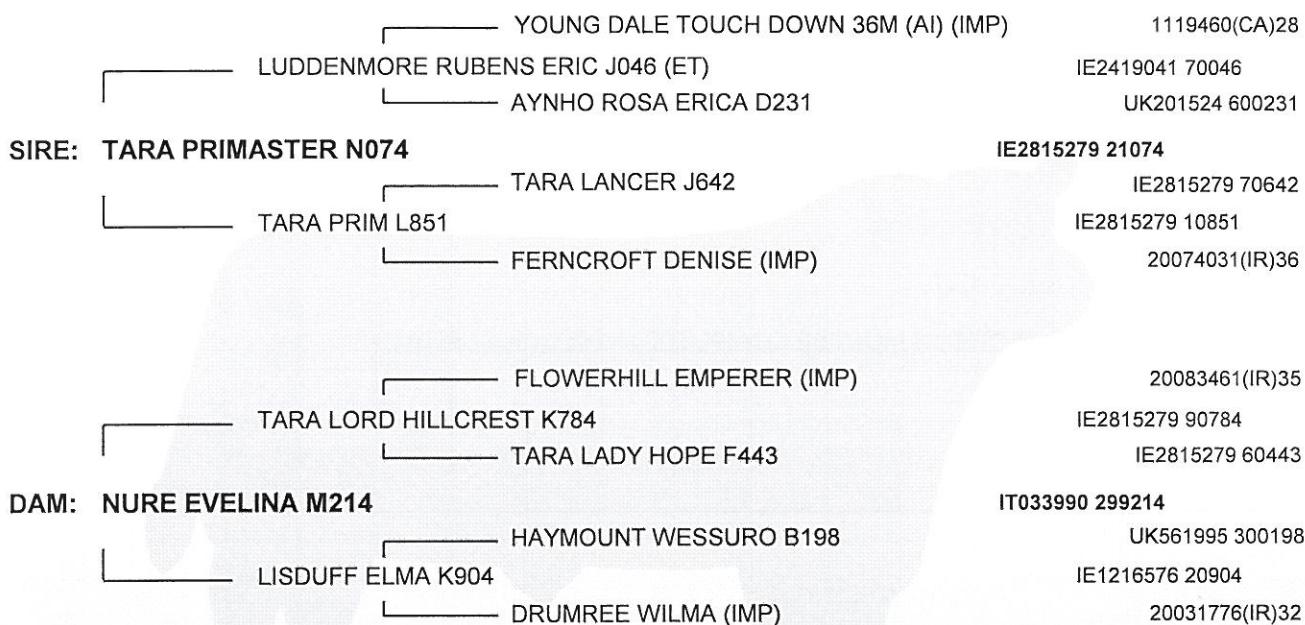 YOUNG DALE TOUCH DOWN 36M (AI) (IMP) 1119460(CA)28
LUDDENMORE RUBENS ERIC J046 (ET) IE2419041 70046
AYNHO ROSA ERICA D231 UK201524 600231
SIRE: TARA PRIMASTER N074 IE2815279 21074
TARA LANCER J642 IE2815279 70642
TARA PRIM L851 IE2815279 10851
FERNCROFT DENISE (IMP) 20074031(IR)36
FLOWERHILL EMPERER (IMP) 20083461(IR)35
TARA LORD HILLCREST K784 IE2815279 90784
TARA LADY HOPE F443 IE2815279 60443
DAM: NURE EVELINA M214 IT033990 299214
HAYMOUNT WESSURO B198 UK561995 300198
LISDUFF ELMA K904 IE1216576 20904
DRUMREE WILMA (IMP) 20031776(IR)32